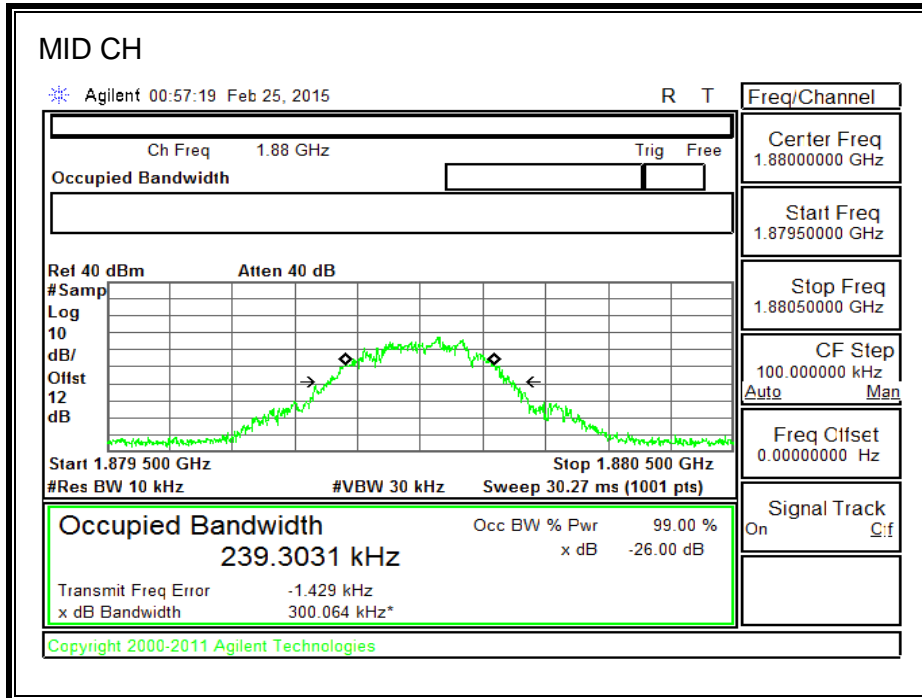 MID CH
Agilent 00:57:19 Feb 25, 2015 R T
Freq/Channel
Ch Freq 1.88 GHz Trig Free
Occupied Bandwidth
Center Freq
1.88000000 GHz
Start Freq
1.87950000 GHz
Stop Freq
1.88050000 GHz
CF Step
100.000000 kHz
Auto Man
Freq Offset
0.00000000 Hz
Signal Track
On Off
Ref 40 dBm Atten 40 dB
#Samp
Log
10
dB/
Offst
12
dB
Start 1.879 500 GHz Stop 1.880 500 GHz
#Res BW 10 kHz #VBW 30 kHz Sweep 30.27 ms (1001 pts)
Occupied Bandwidth Occ BW % Pwr 99.00 %
239.3031 kHz x dB -26.00 dB
Transmit Freq Error -1.429 kHz
x dB Bandwidth 300.064 kHz*
Copyright 2000-2011 Agilent Technologies